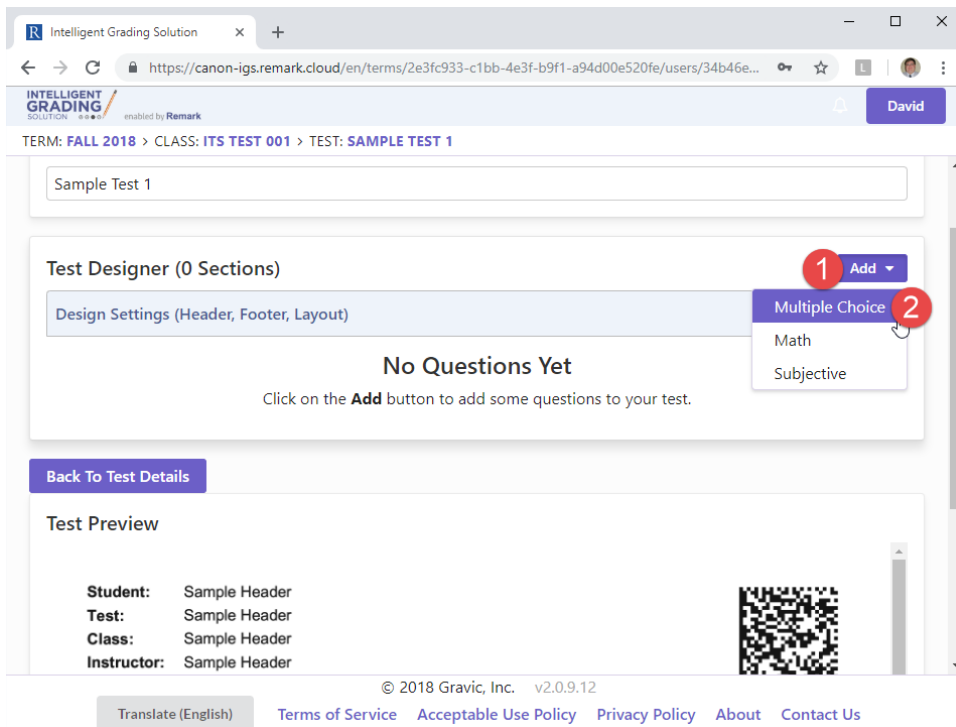 Intelligent Grading Solution
https://canon-igs.remark.cloud/en/terms/2e3fc933-c1bb-4e3f-b9f1-a94d00e520fe/users/34b46e...
L
INTELLIGENT
GRADING
SOLUTION enabled by Remark
David
TERM: FALL 2018 > CLASS: ITS TEST 001 > TEST: SAMPLE TEST 1
Sample Test 1
Test Designer (0 Sections)
1 Add
Design Settings (Header, Footer, Layout)
Multiple Choice 2
Math
Subjective
No Questions Yet
Click on the Add button to add some questions to your test.
Back To Test Details
Test Preview
Student: Sample Header
Test: Sample Header
Class: Sample Header
Instructor: Sample Header
© 2018 Gravic, Inc. v2.0.9.12
Translate (English) Terms of Service Acceptable Use Policy Privacy Policy About Contact Us